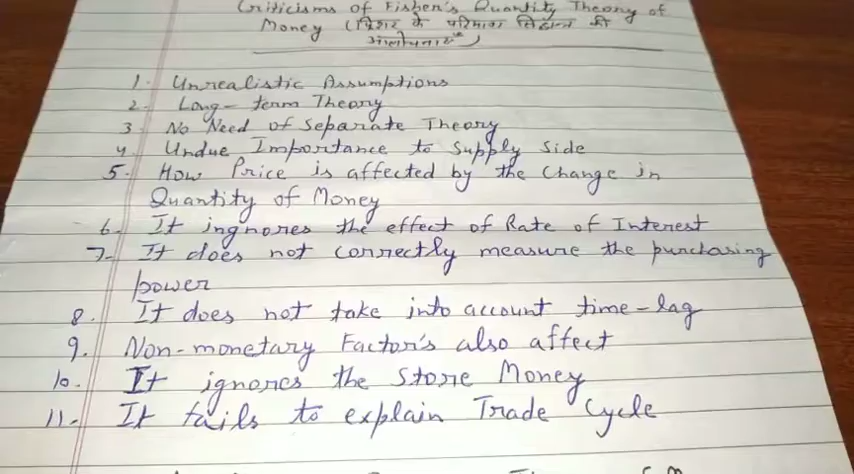 Criticisms of Fisher's Quantity Theory of
Money (फिशर के परिमाण सिद्धान्त की
आलोचनाएँ)
1. Unrealistic Assumptions
2. Long-term Theory
3 No Need of Separate Theory
4 Undue Importance to Supply Side
5. How Price is affected by the Change in
Quantity of Money
6. It ingnores the effect of Rate of Interest
7. It does not correctly measure the purchasing
power
8. It does not take into account time-lag
9. Non-monetary Factor's also affect
10. It ignores the Store Money
11. It fails to explain Trade Cycle